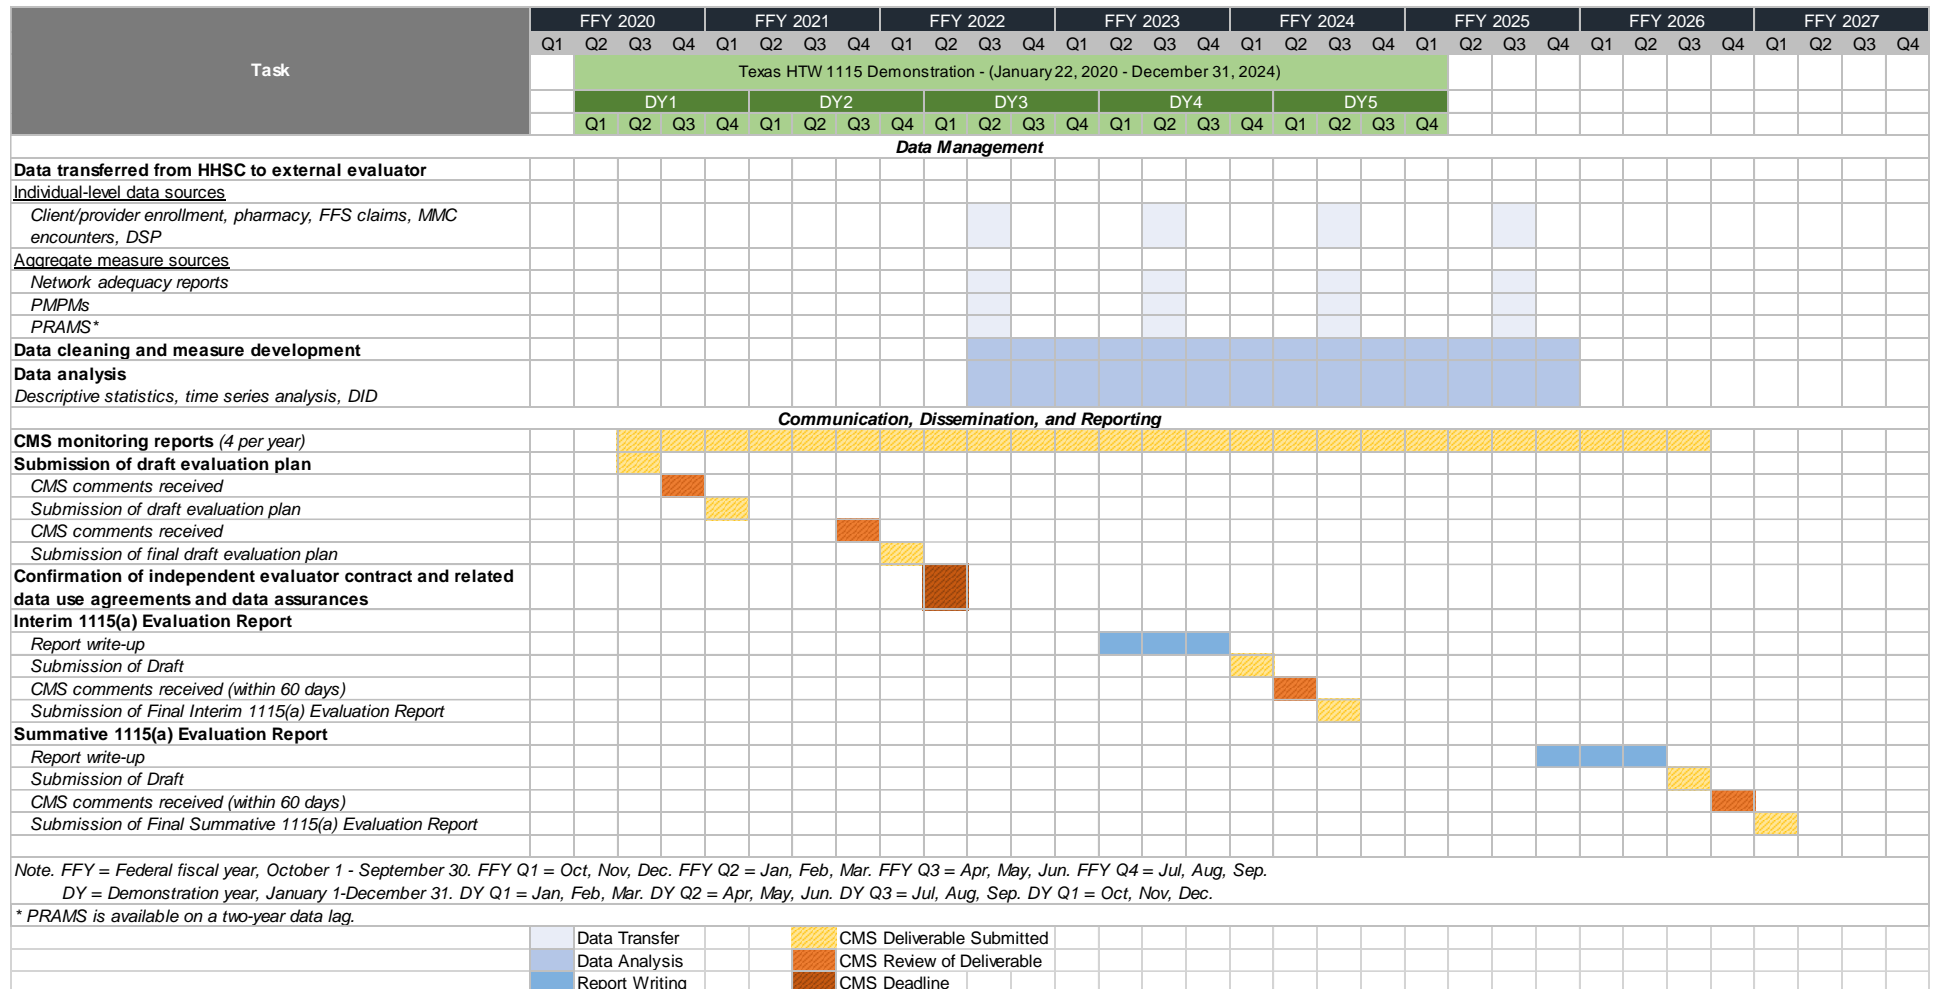 FFY 2020 FFY 2021 FFY 2022 FFY 2023 FFY 2024 FFY 2025 FFY 2026 FFY 2027
Q1 Q2 Q3 Q4 Q1 Q2 Q3 Q4 Q1 Q2 Q3 Q4 Q1 Q2 Q3 Q4 Q1 Q2 Q3 Q4 Q1 Q2 Q3 Q4 Q1 Q2 Q3 Q4 Q1 Q2 Q3 Q4
Task
Texas HTW 1115 Demonstration - (January 22, 2020 - December 31, 2024)
DY1 DY2 DY3 DY4 DY5
Q1 Q2 Q3 Q4 Q1 Q2 Q3 Q4 Q1 Q2 Q3 Q4 Q1 Q2 Q3 Q4 Q1 Q2 Q3 Q4
Data Management
Data transferred from HHSC to external evaluator
Individual-level data sources
Client/provider enrollment, pharmacy, FFS claims, MMC
encounters, DSP
Aggregate measure sources
Network adequacy reports
PMPMs
PRAMS*
Data cleaning and measure development
Data analysis
Descriptive statistics, time series analysis, DID
Communication, Dissemination, and Reporting
CMS monitoring reports (4 per year)
Submission of draft evaluation plan
CMS comments received
Submission of draft evaluation plan
CMS comments received
Submission of final draft evaluation plan
Confirmation of independent evaluator contract and related
data use agreements and data assurances
Interim 1115(a) Evaluation Report
Report write-up
Submission of Draft
CMS comments received (within 60 days)
Submission of Final Interim 1115(a) Evaluation Report
Summative 1115(a) Evaluation Report
Report write-up
Submission of Draft
CMS comments received (within 60 days)
Submission of Final Summative 1115(a) Evaluation Report
Note. FFY = Federal fiscal year, October 1 - September 30. FFY Q1 = Oct, Nov, Dec. FFY Q2 = Jan, Feb, Mar. FFY Q3 = Apr, May, Jun. FFY Q4 = Jul, Aug, Sep.
DY = Demonstration year, January 1-December 31. DY Q1 = Jan, Feb, Mar. DY Q2 = Apr, May, Jun. DY Q3 = Jul, Aug, Sep. DY Q1 = Oct, Nov, Dec.
* PRAMS is available on a two-year data lag.
Data Transfer CMS Deliverable Submitted
Data Analysis CMS Review of Deliverable
Report Writing CMS Deadline